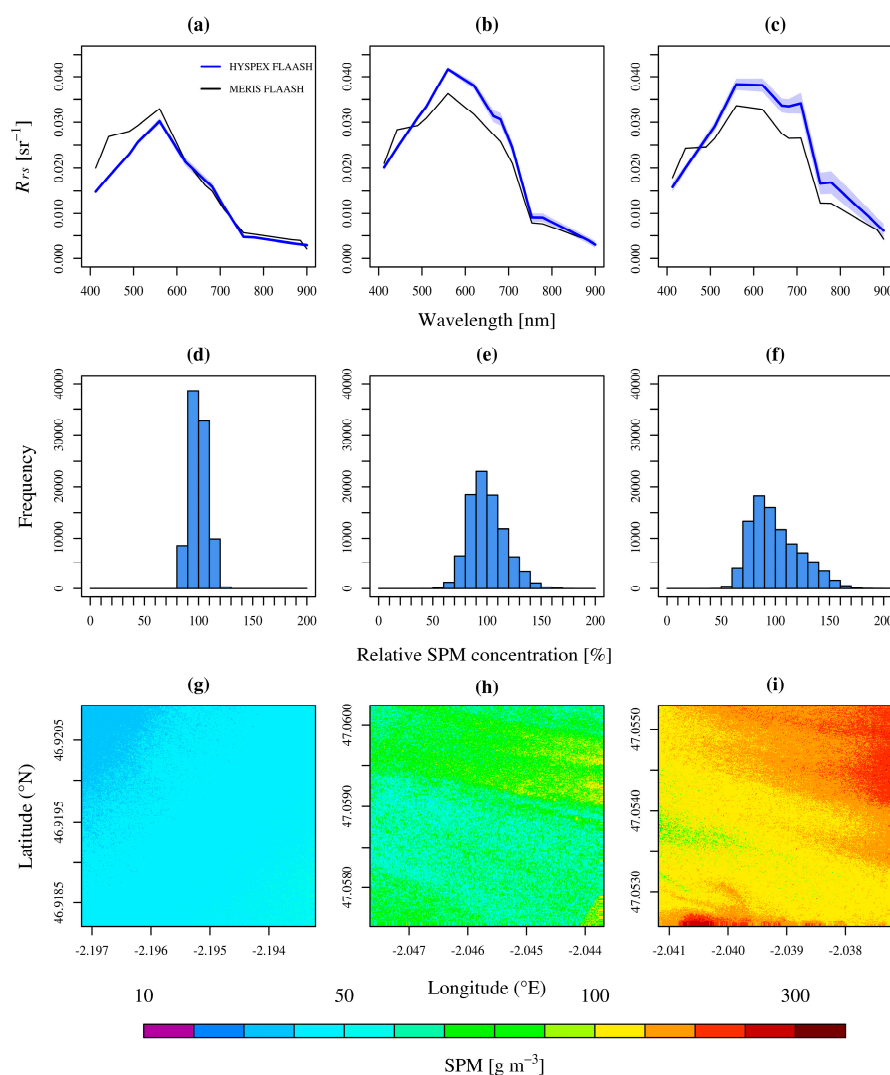 (a) (b) (c)
HYSPEX FLAASH
MERIS FLAASH
Rrs [sr−1]
0.000 0.010 0.020 0.030 0.040
0.000 0.010 0.020 0.030 0.040
0.000 0.010 0.020 0.030 0.040
400 500 600 700 800 900 400 500 600 700 800 900 400 500 600 700 800 900
Wavelength [nm]
(d) (e) (f)
Frequency
0 10000 20000 30000 40000
0 10000 20000 30000 40000
0 10000 20000 30000 40000
0 50 100 150 200 0 50 100 150 200 0 50 100 150 200
Relative SPM concentration [%]
(g) (h) (i)
Latitude (°N)
46.9185 46.9195 46.9205
47.0580 47.0590 47.0600
47.0530 47.0540 47.0550
-2.197 -2.196 -2.195 -2.194 -2.047 -2.046 -2.045 -2.044 -2.041 -2.040 -2.039 -2.038
Longitude (°E)
10 50 100 300
SPM [g m−3]